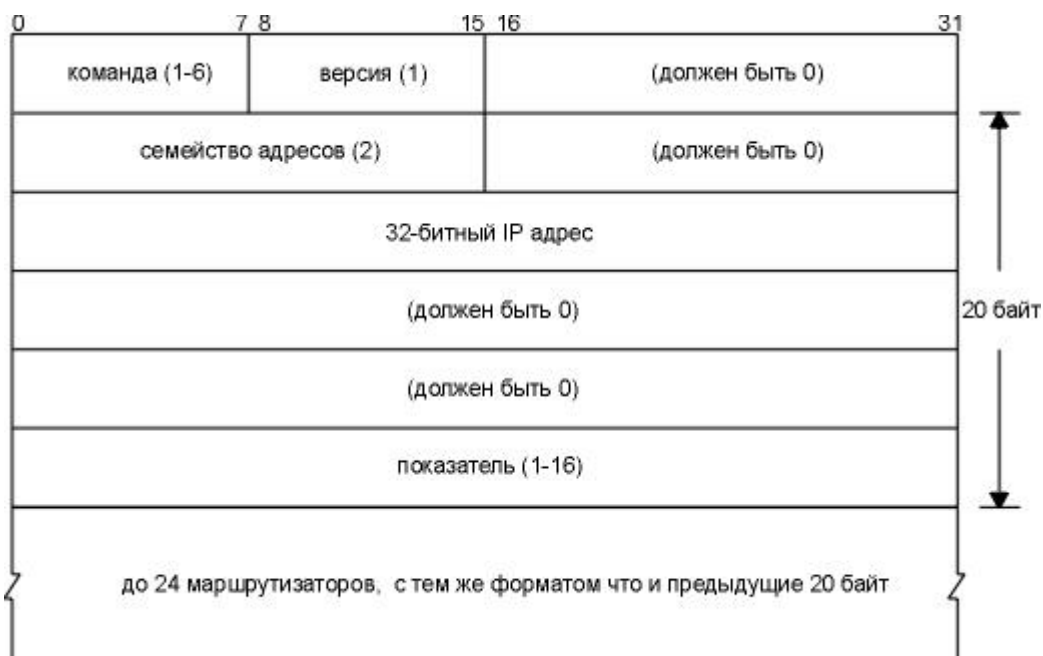 0 7 8 15 16 31
команда (1-6) версия (1) (должен быть 0)
семейство адресов (2) (должен быть 0)
32-битный IP адрес
(должен быть 0) 20 байт
(должен быть 0)
показатель (1-16)
до 24 маршрутизаторов, с тем же форматом что и предыдущие 20 байт